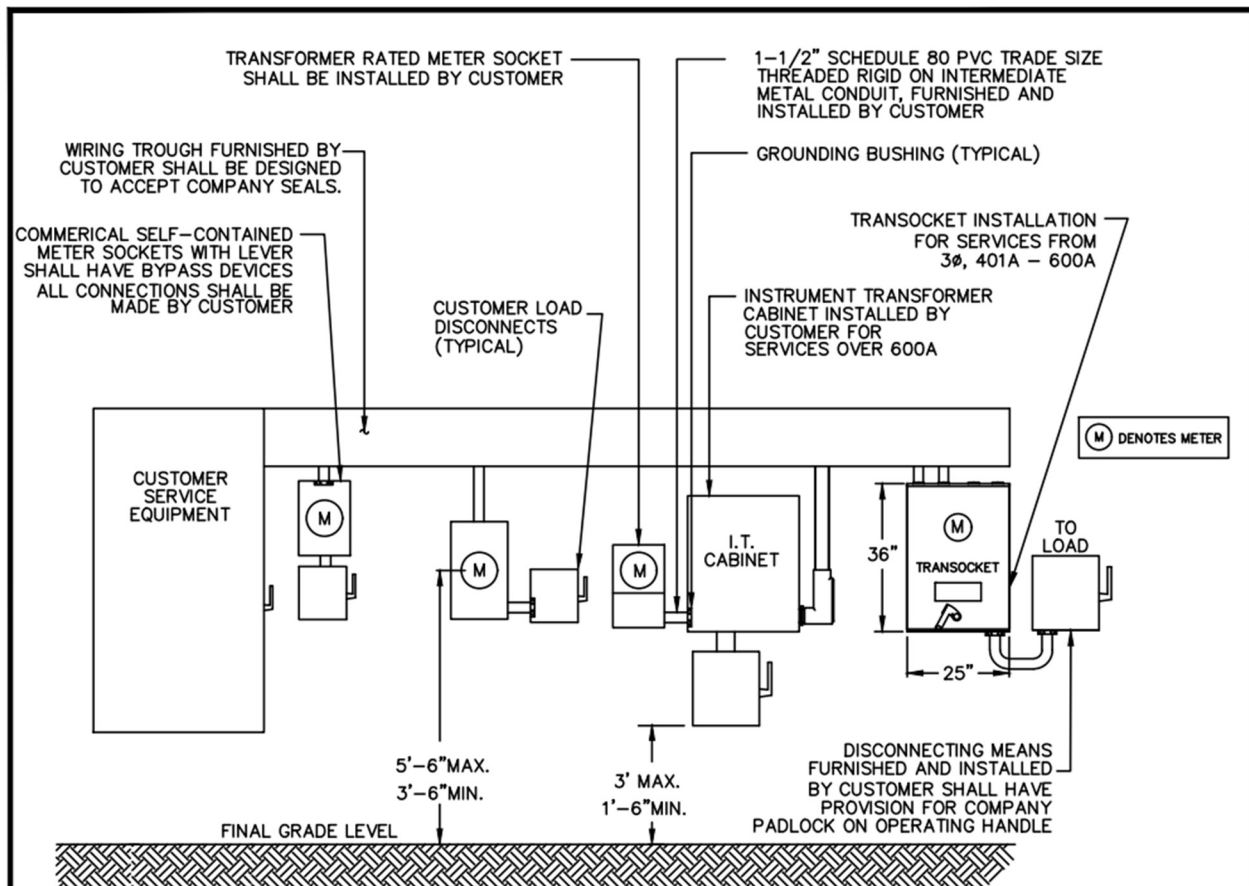 TRANSFORMER RATED METER SOCKET
SHALL BE INSTALLED BY CUSTOMER
1-1/2" SCHEDULE 80 PVC TRADE SIZE
THREADED RIGID ON INTERMEDIATE
METAL CONDUIT, FURNISHED AND
INSTALLED BY CUSTOMER
WIRING TROUGH FURNISHED BY
CUSTOMER SHALL BE DESIGNED
TO ACCEPT COMPANY SEALS.
GROUNDING BUSHING (TYPICAL)
COMMERICAL SELF-CONTAINED
METER SOCKETS WITH LEVER
SHALL HAVE BYPASS DEVICES
ALL CONNECTIONS SHALL BE
MADE BY CUSTOMER
TRANSOCKET INSTALLATION
FOR SERVICES FROM
3ø, 401A - 600A
CUSTOMER LOAD
DISCONNECTS
(TYPICAL)
INSTRUMENT TRANSFORMER
CABINET INSTALLED BY
CUSTOMER FOR
SERVICES OVER 600A
M DENOTES METER
CUSTOMER
SERVICE
EQUIPMENT
M
M
M
I.T.
CABINET
M
TRANSOCKET
36"
25"
TO
LOAD
5'-6"MAX.
3'-6"MIN.
3' MAX.
1'-6"MIN.
DISCONNECTING MEANS
FURNISHED AND INSTALLED
BY CUSTOMER SHALL HAVE
PROVISION FOR COMPANY
PADLOCK ON OPERATING HANDLE
FINAL GRADE LEVEL